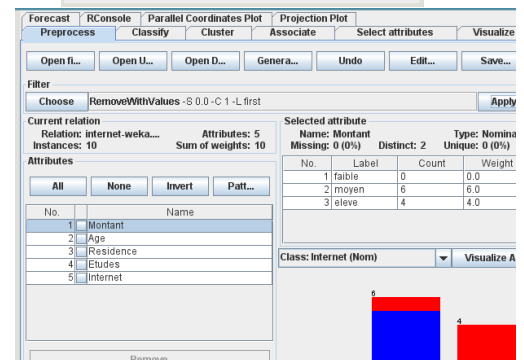 Forecast RConsole Parallel Coordinates Plot Projection Plot
Preprocess Classify Cluster Associate Select attributes Visualize
Open fi... Open U... Open D... Genera... Undo Edit... Save...
Filter
Choose RemoveWithValues -S 0.0 -C 1 -L first Apply
Current relation
Relation: internet-weka.... Attributes: 5
Instances: 10 Sum of weights: 10
Attributes
All None Invert Patt...
No. Name
1 Montant
2 Age
3 Residence
4 Etudes
5 Internet
Remove
Selected attribute
Name: Montant Type: Nomina
Missing: 0 (0%) Distinct: 2 Unique: 0 (0%)
No. Label Count Weight
1 faible 0 0.0
2 moyen 6 6.0
3 eleve 4 4.0
Class: Internet (Nom) Visualize A
6
4